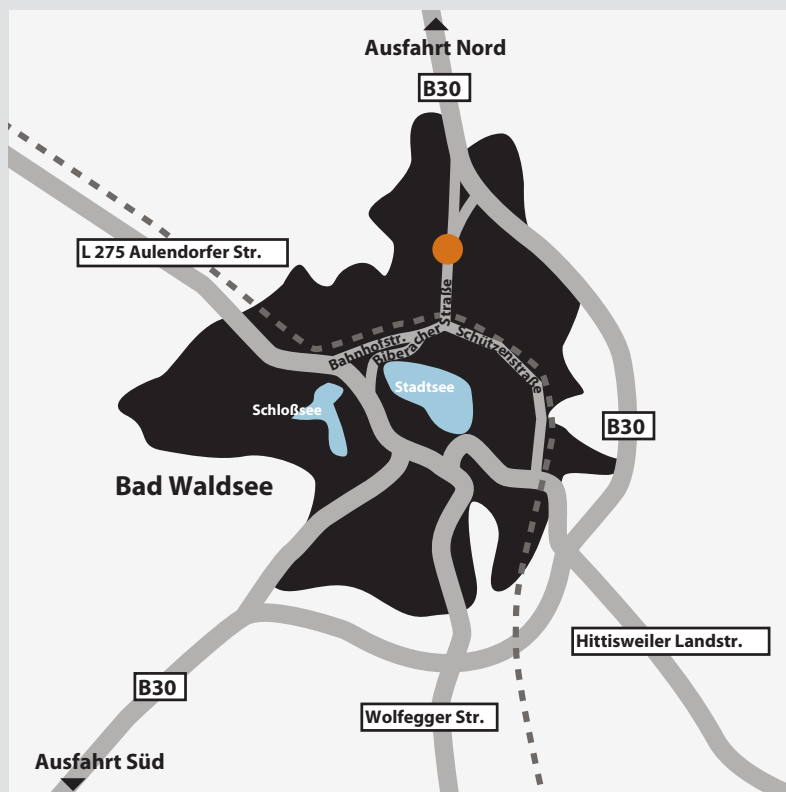 Ausfahrt Nord
B30
L 275 Aulendorfer Str.
Biberacher Straße
Bahnhofstr.
Schützenstraße
Stadtsee
Schloßsee
B30
Bad Waldsee
Hittisweiler Landstr.
B30
Wolfegger Str.
Ausfahrt Süd